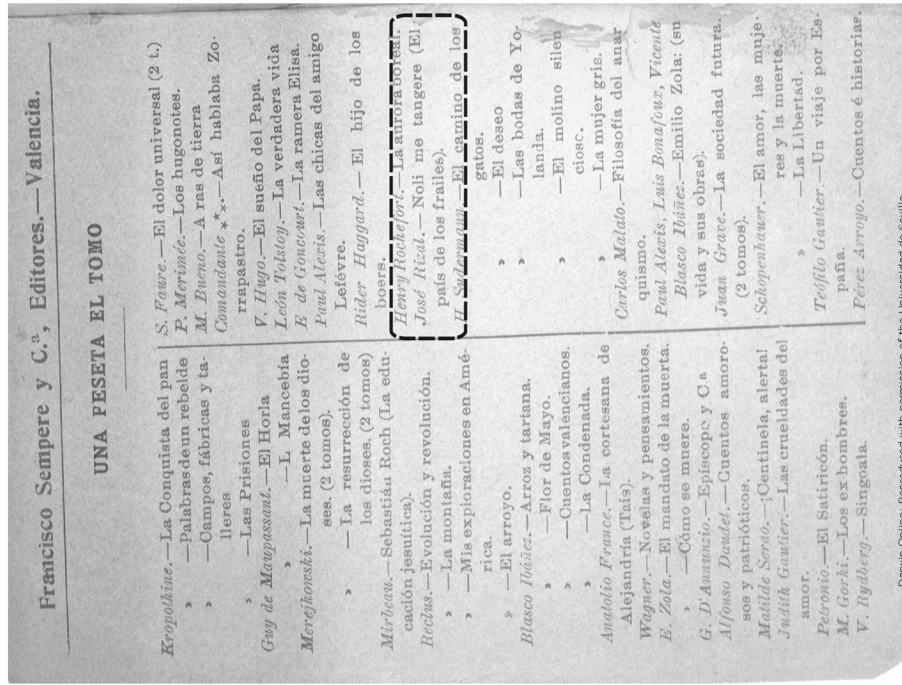 Francisco Sempere y C.ª, Editores.—Valencia.
UNA PESETA EL TOMO
Kropotkine.—La Conquista del pan
» —Palabras de un rebelde
» —Campos, fábricas y ta-
lleres
» —Las Prisiones
Guy de Maupassant.—El Horla
» —L Mancebía
Merejkowski.—La muerte de los dio-
ses. (2 tomos).
» —La resurrección de
los dioses. (2 tomos)
Mirbeau.—Sebastián Roch (La edu-
cación jesuítica).
Reclus.—Evolución y revolución.
» —La montaña.
» —Mis exploraciones en Amé-
rica.
» —El arroyo.
Blasco Ibáñez.—Arroz y tartana.
» —Flor de Mayo.
» —Cuentos valencianos.
» —La Condenada.
Anatolio France.—La cortesana de
Alejandría (Tais).
Wagner.—Novelas y pensamientos.
E. Zola.—El mandato de la muerta.
» —Cómo se muere.
G. D'Annunzio.—Epíscopo y C.a
Alfonso Daudet.—Cuentos amoro-
sos y patrióticos.
Matilde Serao.—¡Centinela, alerta!
Judith Gautier.—Las crueldades del
amor.
Petronio.—El Satiricón.
M. Gorki.—Los ex-hombres.
V. Rydberg.—Singoala.
S. Faure.—El dolor universal (2 t.)
P. Merimée.—Los hugonotes.
M. Bueno.—A ras de tierra
Comandante ***.—Así hablaba Zo-
rrapastro.
V. Hugo.—El sueño del Papa.
León Tolstoy.—La verdadera vida
E de Goncourt.—La ramera Elisa.
Paul Alexis.—Las chicas del amigo
Lefévre.
Rider Haggard.—El hijo de los
boers.
Henry Rochefort.—La aurora boreal.
José Rizal.—Noli me tangere (El
país de los frailes).
H. Sudermann.—El camino de los
gatos.
» —El deseo
» —Las bodas de Yo-
landa.
» —El molino silen
cioso.
» —La mujer gris.
Carlos Malato.—Filosofía del anar
quismo.
Paul Alexis, Luis Bonafoux, Vicente
Blasco Ibáñez.—Emilio Zola: (su
vida y sus obras).
Juan Grave.—La sociedad futura.
(2 tomos).
Schopenhauer.—El amor, las muje-
res y la muerte.
» —La Libertad.
Teófilo Gautier.—Un viaje por Es-
paña.
Pérez Arroyo.—Cuentos é historias.